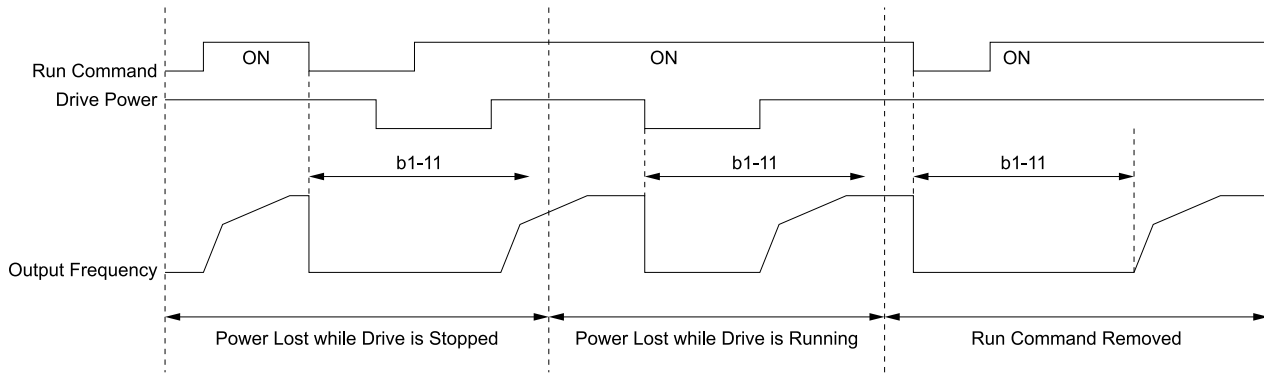 Run Command
ON
ON
ON
Drive Power
b1-11
b1-11
b1-11
Output Frequency
Power Lost while Drive is Stopped
Power Lost while Drive is Running
Run Command Removed